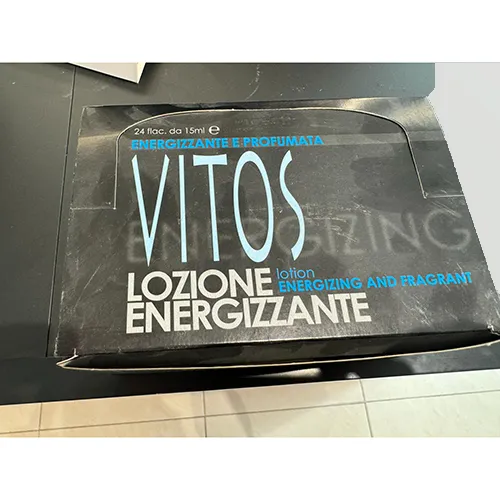 24 flac. da 15ml ℮
ENERGIZZANTE E PROFUMATA
VITOS
ENERGIZING
LOZIONE
lotion
ENERGIZING AND FRAGRANT
ENERGIZZANTE